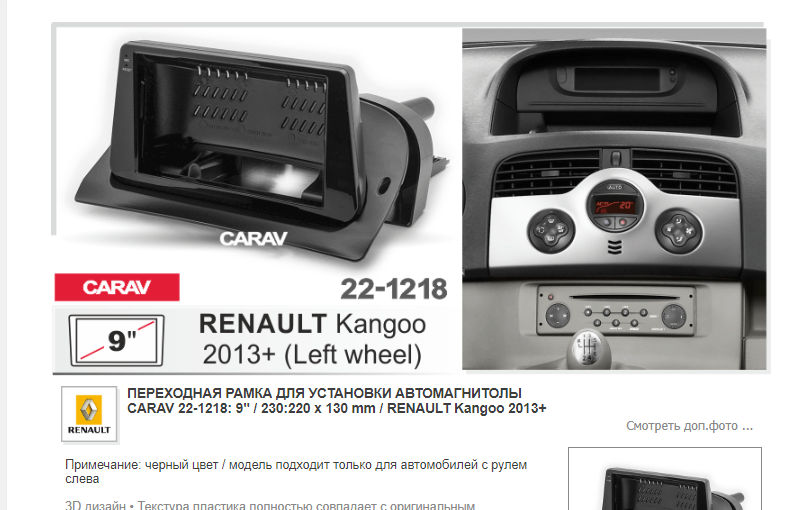 CARAV
CARAV
22-1218
9"
RENAULT Kangoo
2013+ (Left wheel)
AUTO
20°
RENAULT
ПЕРЕХОДНАЯ РАМКА ДЛЯ УСТАНОВКИ АВТОМАГНИТОЛЫ
CARAV 22-1218: 9" / 230:220 x 130 mm / RENAULT Kangoo 2013+
Смотреть доп.фото ...
Примечание: черный цвет / модель подходит только для автомобилей с рулем
слева
3D дизайн • Текстура пластика полностью совпадает с оригинальным